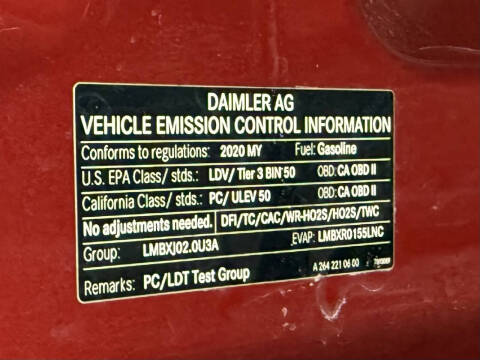 DAIMLER AG
VEHICLE EMISSION CONTROL INFORMATION
Conforms to regulations: 2020 MY Fuel: Gasoline
U.S. EPA Class/ stds.: LDV/ Tier 3 BIN 50 OBD: CA OBD II
California Class/ stds.: PC/ ULEV 50 OBD: CA OBD II
No adjustments needed. DFI/TC/CAC/WR-HO2S/HO2S/TWC
Group: LMBXJ02.0U3A EVAP: LMBXR0155LNC
Remarks: PC/LDT Test Group A 264 221 06 00